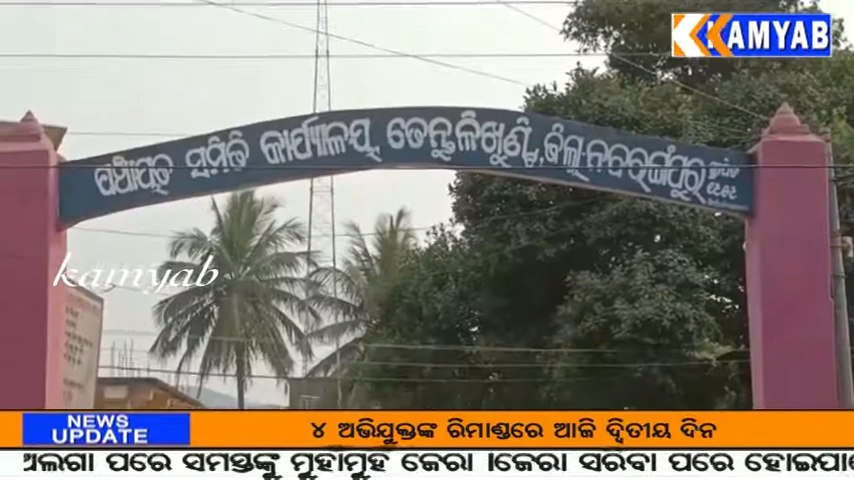 KAMYAB
ପଞ୍ଚାୟତ ସମିତି କାର୍ଯ୍ୟାଳୟ ତେନ୍ତୁଳିଖୁଣ୍ଟି, ଜିଲ୍ଲା-ନବରଙ୍ଗପୁର
kamyab
NEWS UPDATE
୪ ଅଭିଯୁକ୍ତଙ୍କ ରିମାଣ୍ଡରେ ଆଜି ଦ୍ୱିତୀୟ ଦିନ
ଅଲଗା ପରେ ସମସ୍ତଙ୍କୁ ମୁହାଁମୁହିଁ ଜେରା ।ଜେରା ସରିବା ପରେ